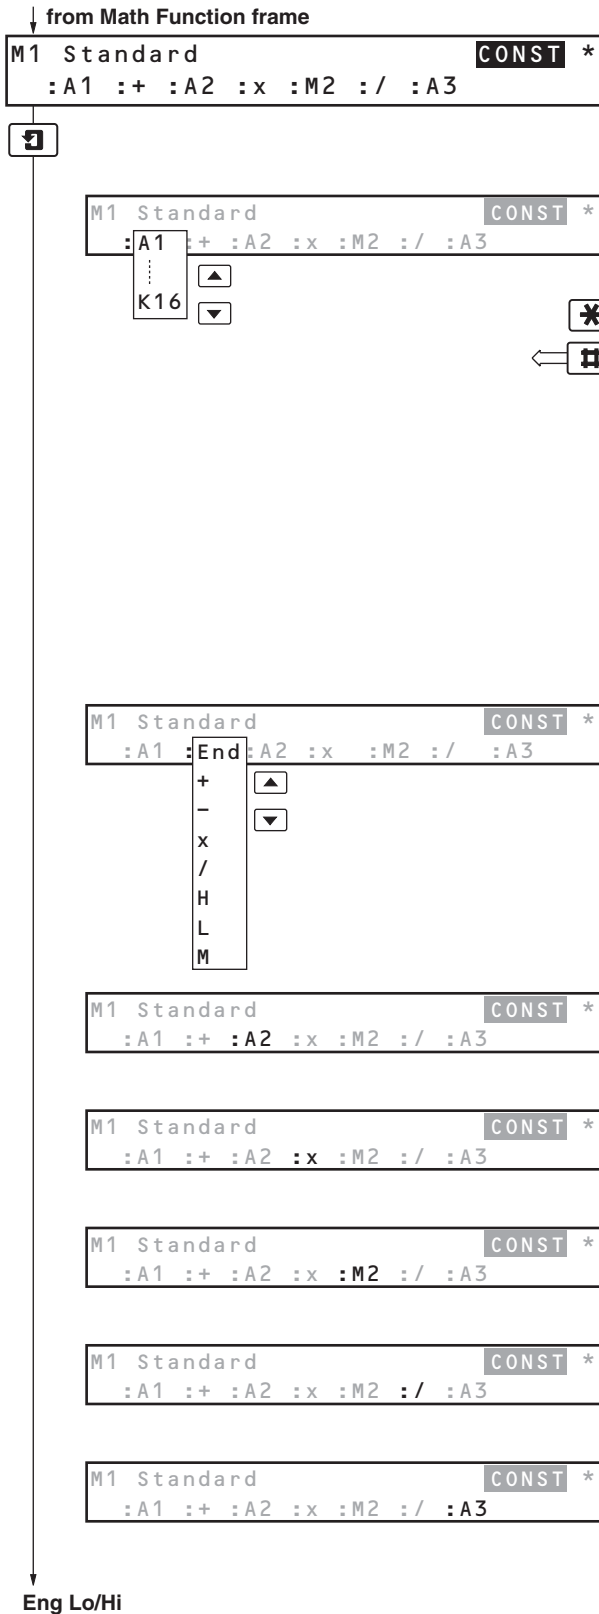 from Math Function frame
M1 Standard CONST *
:A1 :+ :A2 :x :M2 :/ :A3
M1 Standard CONST *
:A1 :+ :A2 :x :M2 :/ :A3
K16
M1 Standard CONST *
:A1 :End :A2 :x :M2 :/ :A3
+
−
x
/
H
L
M
M1 Standard CONST *
:A1 :+ :A2 :x :M2 :/ :A3
M1 Standard CONST *
:A1 :+ :A2 :x :M2 :/ :A3
M1 Standard CONST *
:A1 :+ :A2 :x :M2 :/ :A3
M1 Standard CONST *
:A1 :+ :A2 :x :M2 :/ :A3
M1 Standard CONST *
:A1 :+ :A2 :x :M2 :/ :A3
Eng Lo/Hi